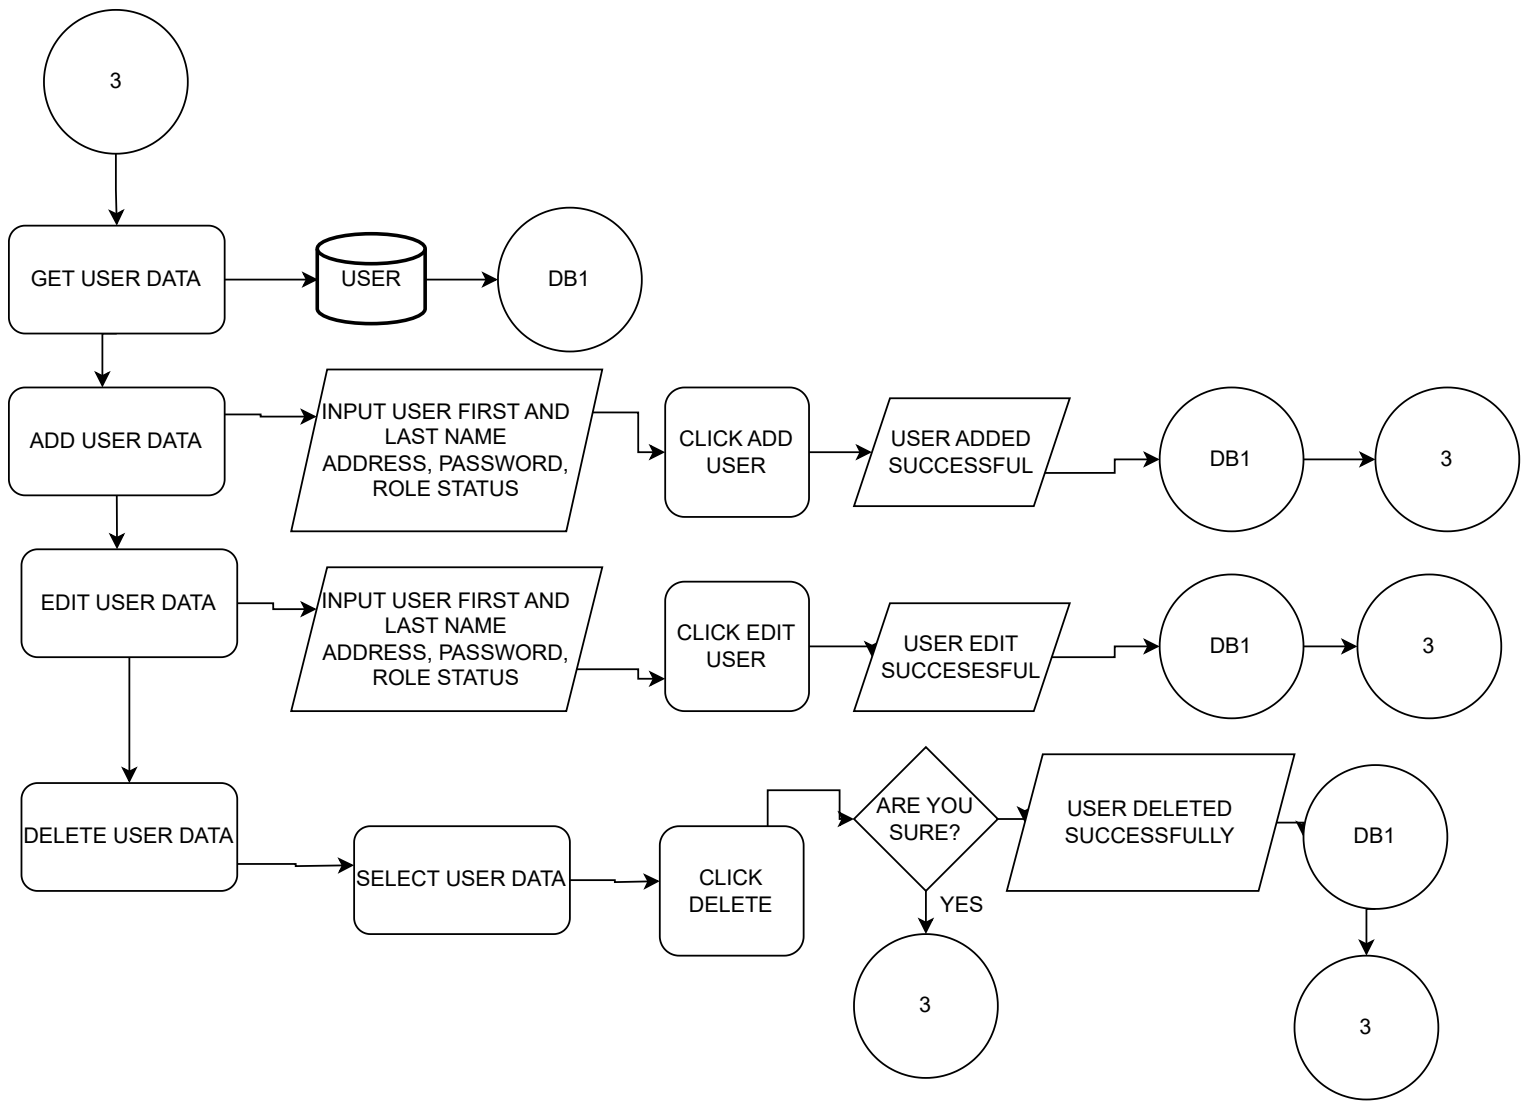 3
GET USER DATA
USER
DB1
ADD USER DATA
INPUT USER FIRST AND
LAST NAME
ADDRESS, PASSWORD,
ROLE STATUS
CLICK ADD
USER
USER ADDED
SUCCESSFUL
DB1
3
EDIT USER DATA
INPUT USER FIRST AND
LAST NAME
ADDRESS, PASSWORD,
ROLE STATUS
CLICK EDIT
USER
USER EDIT
SUCCESESFUL
DB1
3
DELETE USER DATA
SELECT USER DATA
CLICK
DELETE
ARE YOU
SURE?
YES
3
USER DELETED
SUCCESSFULLY
DB1
3